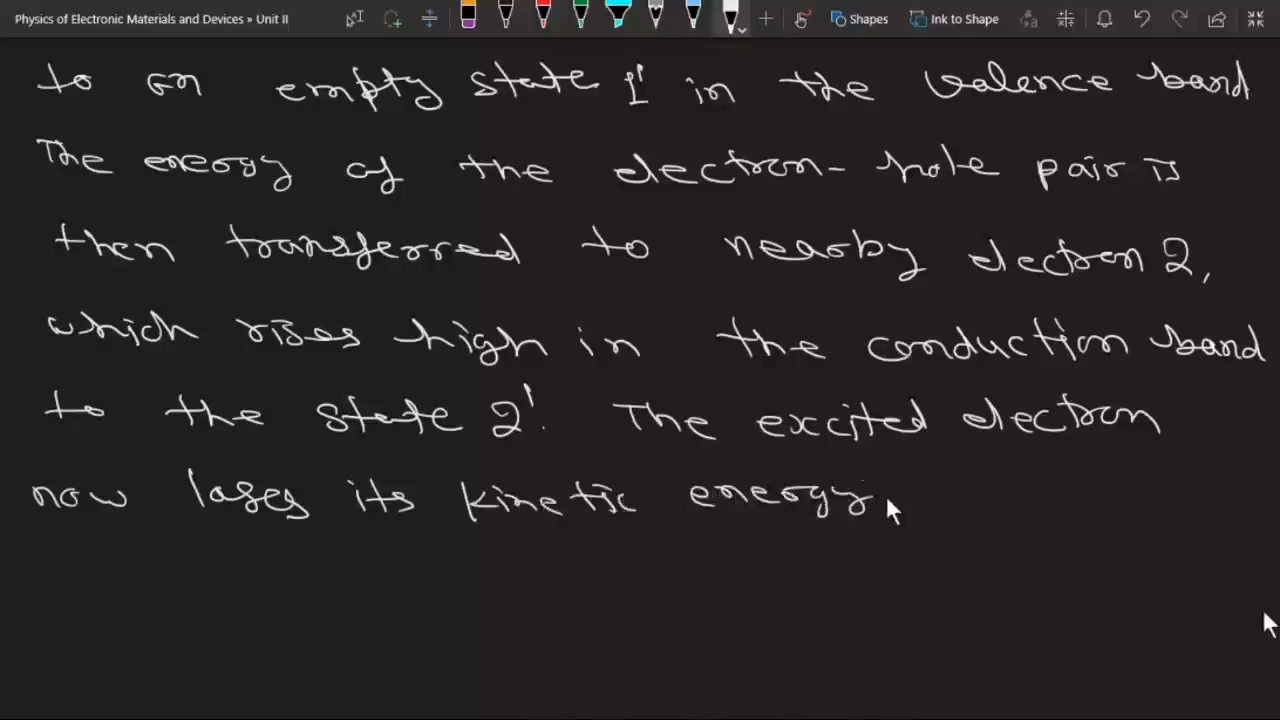 Physics of Electronic Materials and Devices » Unit II
Shapes
Ink to Shape
to an empty state 1' in the valence band
The energy of the electron-hole pair is
then transferred to nearby electron 2,
which rises high in the conduction band
to the state 2'. The excited electron
now loses its kinetic energy